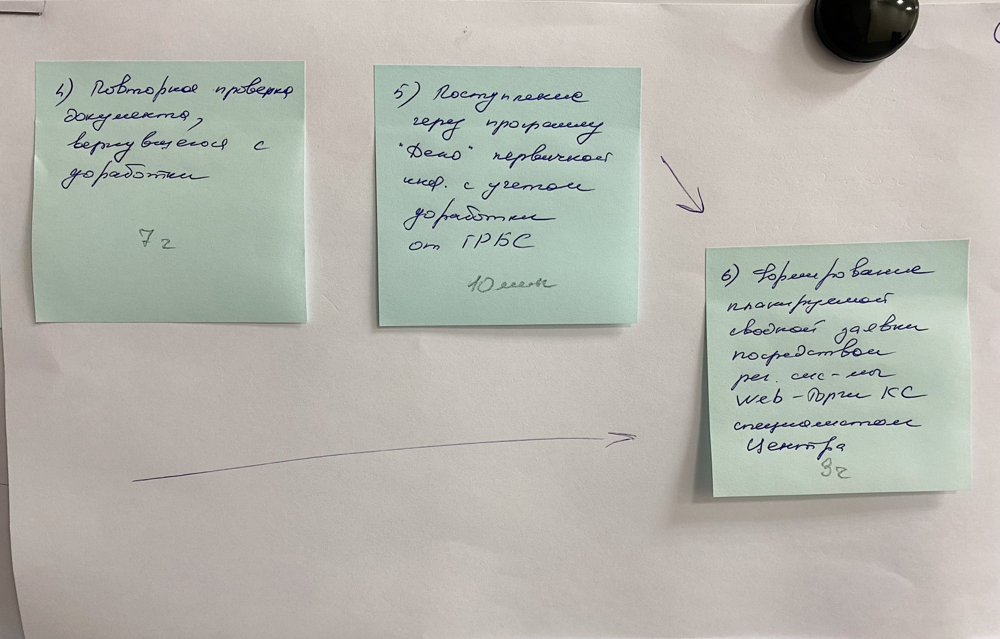 4) Повторная проверка
документа,
вернувшегося с
доработки
7 ч
5) Поступление
через программу
"Дело" первичной
инф. с учетом
доработки
от ГРБС
10 мин
6) Формирование
планируемой
сводной заявки
посредством
рег. сис-мы
Web-Торги КС
специалистом
Центра
3 ч